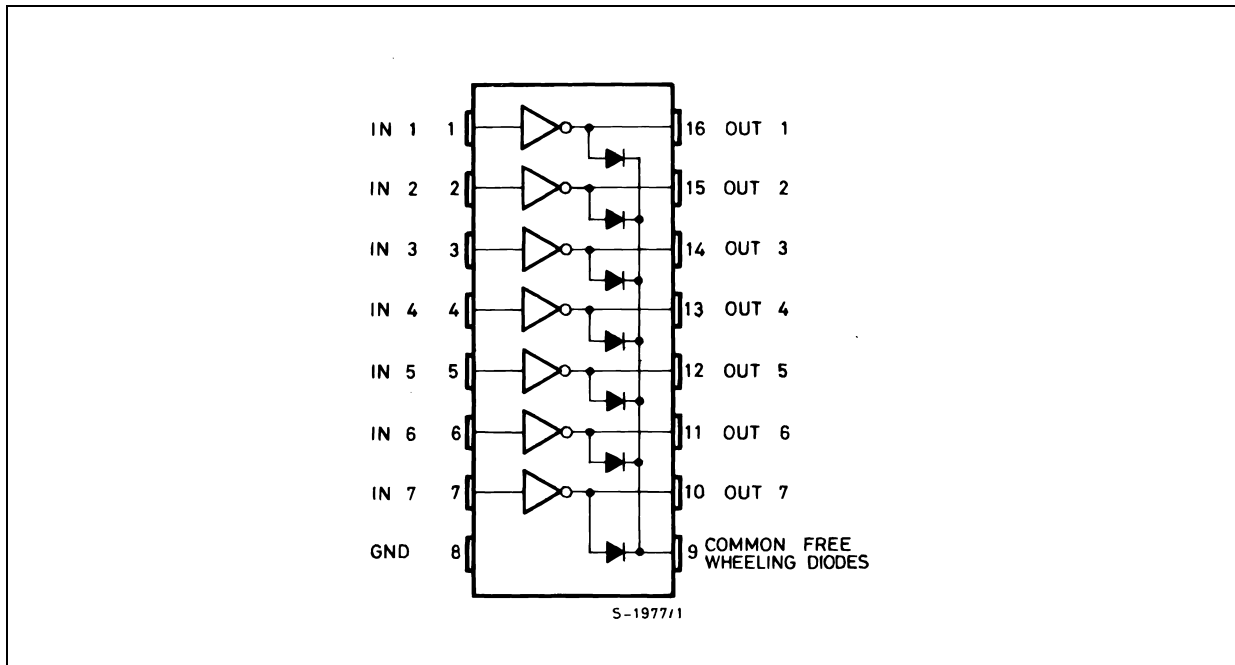 IN 1 1 16 OUT 1
IN 2 2 15 OUT 2
IN 3 3 14 OUT 3
IN 4 4 13 OUT 4
IN 5 5 12 OUT 5
IN 6 6 11 OUT 6
IN 7 7 10 OUT 7
GND 8 9 COMMON FREE
WHEELING DIODES
S-1977/1